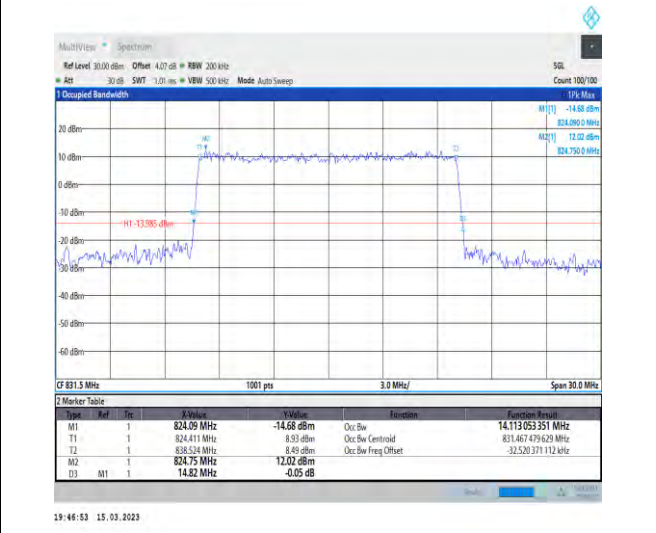 MultiView Spectrum
Ref Level 30.00 dBm Offset 4.07 dB RBW 200 kHz SGL
Att 30 dB SWT 1.01 ms VBW 500 kHz Mode Auto Sweep Count 100/100
1 Occupied Bandwidth 1Pk Max
M1[1] -14.68 dBm
824.090 0 MHz
M2[1] 12.02 dBm
824.750 0 MHz
20 dBm
M2
T1 T2
10 dBm
0 dBm
-10 dBm
H1 -13.985 dBm
-20 dBm
-30 dBm
-40 dBm
-50 dBm
-60 dBm
CF 831.5 MHz 1001 pts 3.0 MHz/ Span 30.0 MHz
2 Marker Table
Type Ref Trc X-Value Y-Value Function Function Result
M1 1 824.09 MHz -14.68 dBm Occ Bw 14.113 053 351 MHz
T1 1 824.411 MHz 8.93 dBm Occ Bw Centroid 831.467 479 629 MHz
T2 1 838.524 MHz 8.49 dBm Occ Bw Freq Offset -32.520 371 112 kHz
M2 1 824.75 MHz 12.02 dBm
D3 M1 1 14.82 MHz -0.05 dB
19:46:53 15.03.2023